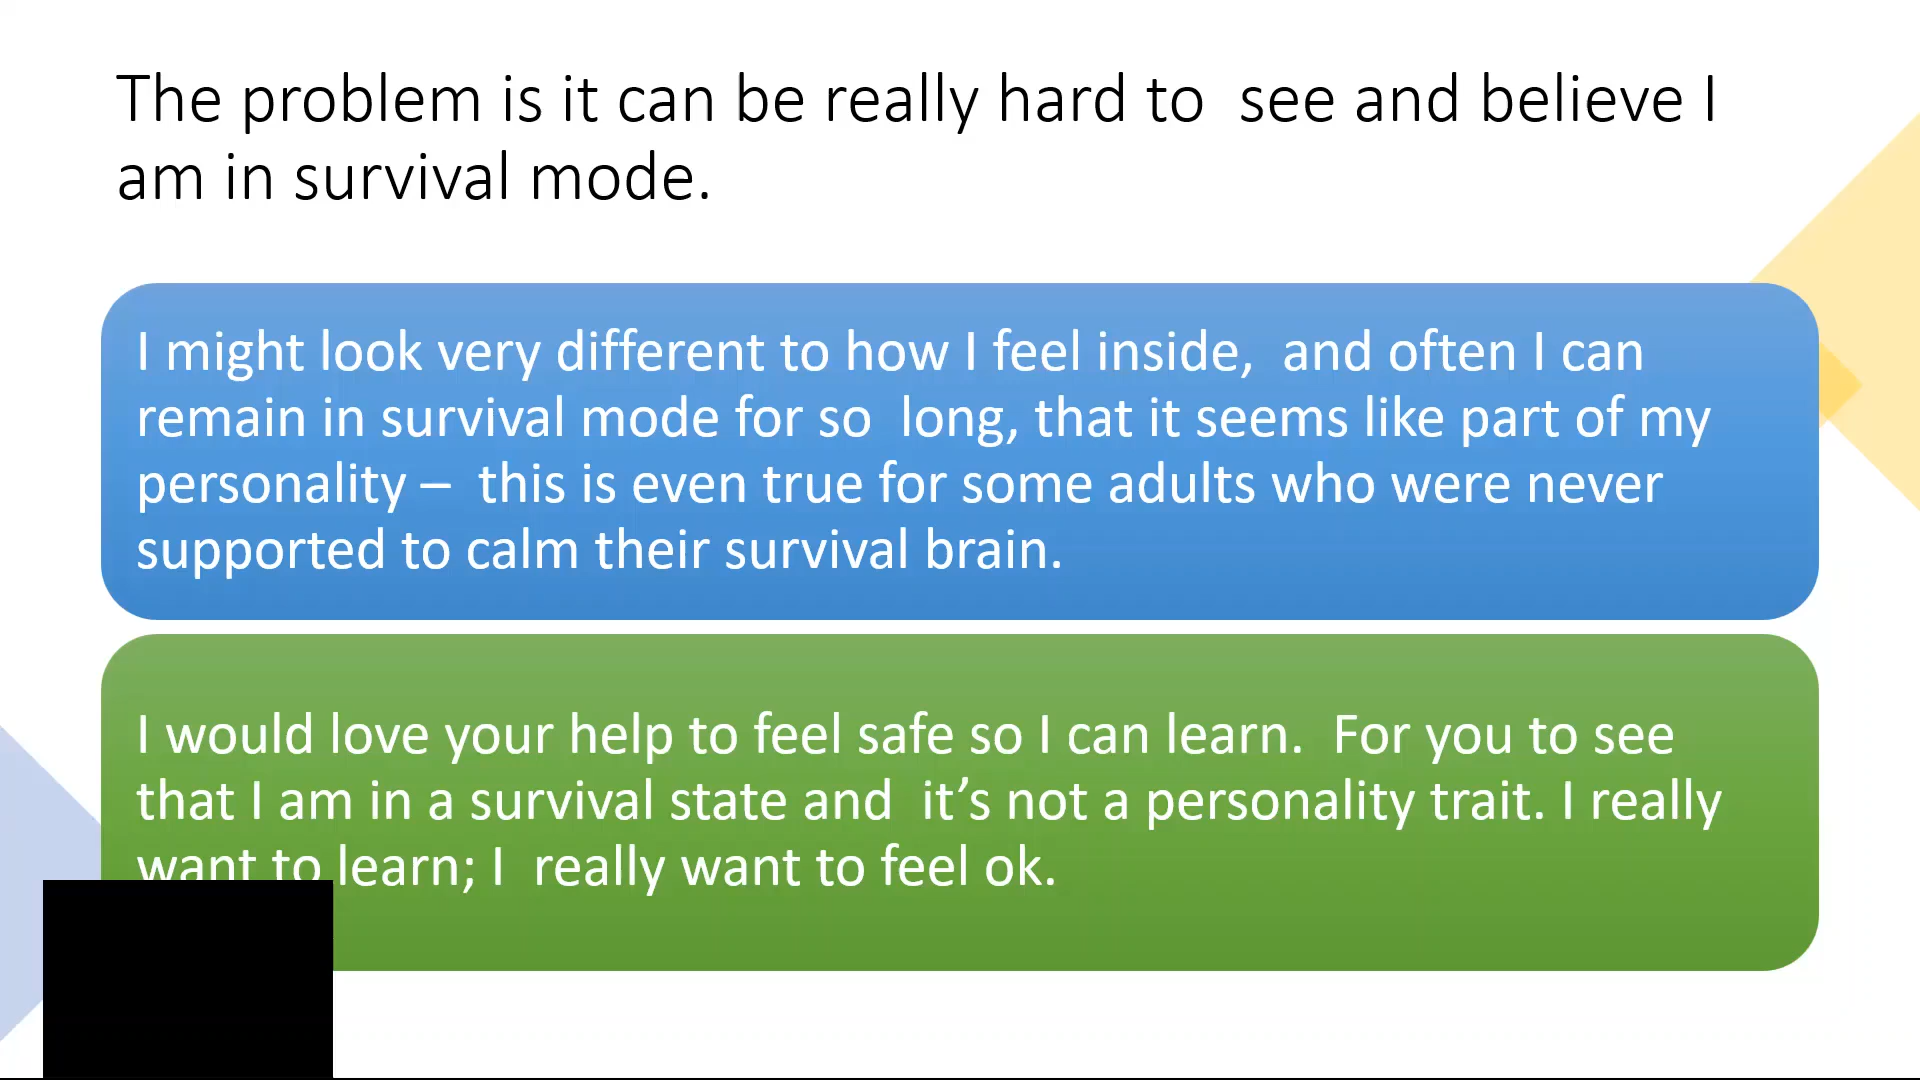 The problem is it can be really hard to  see and believe I
am in survival mode.
I might look very different to how I feel inside,  and often I can
remain in survival mode for so  long, that it seems like part of my
personality –  this is even true for some adults who were never
supported to calm their survival brain.
I would love your help to feel safe so I can learn.  For you to see
that I am in a survival state and  it’s not a personality trait. I really
want to learn; I  really want to feel ok.